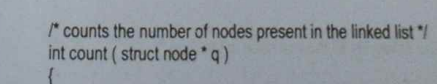 /* counts the number of nodes present in the linked list */
int count ( struct node * q )
{